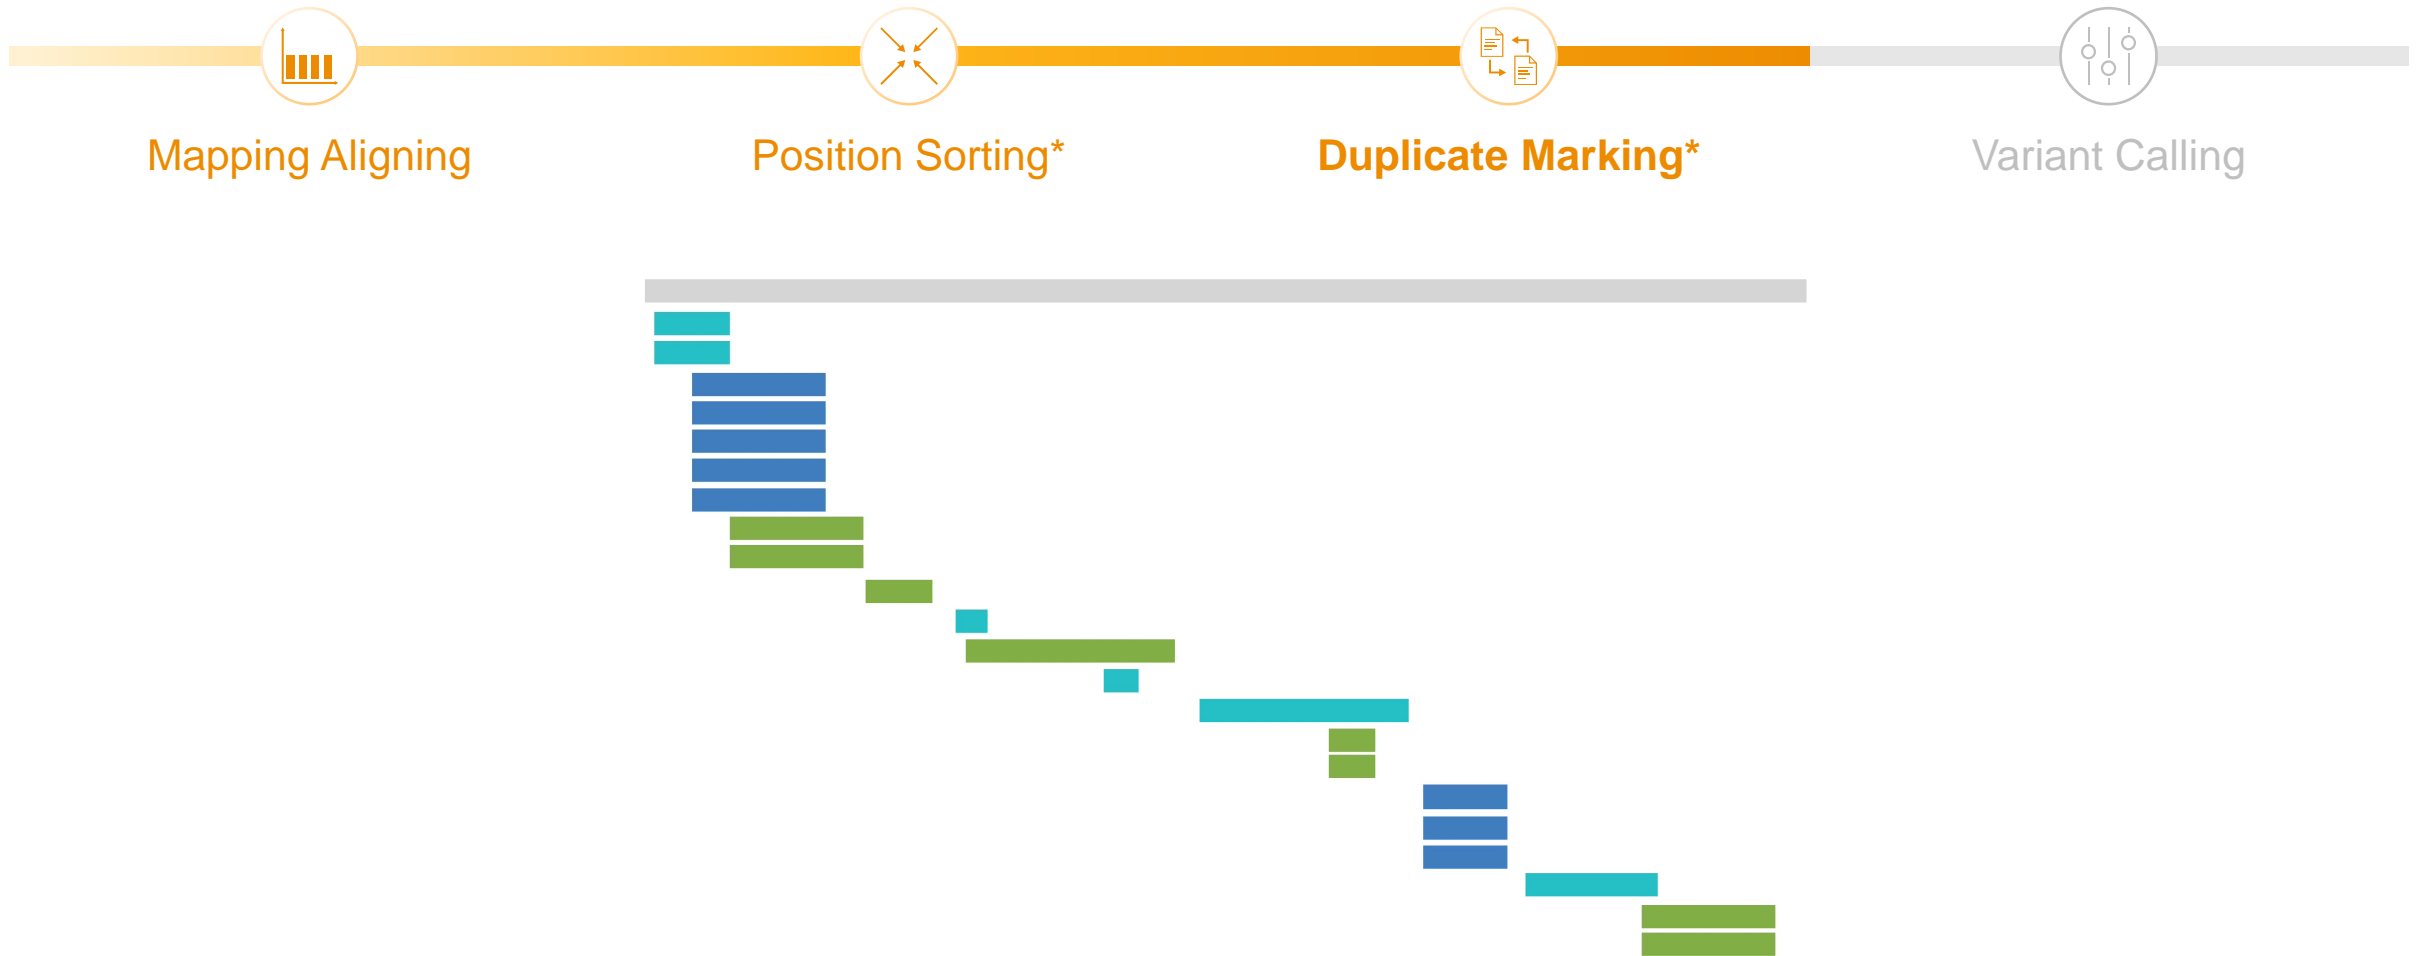 Mapping Aligning
Position Sorting*
Duplicate Marking*
Variant Calling